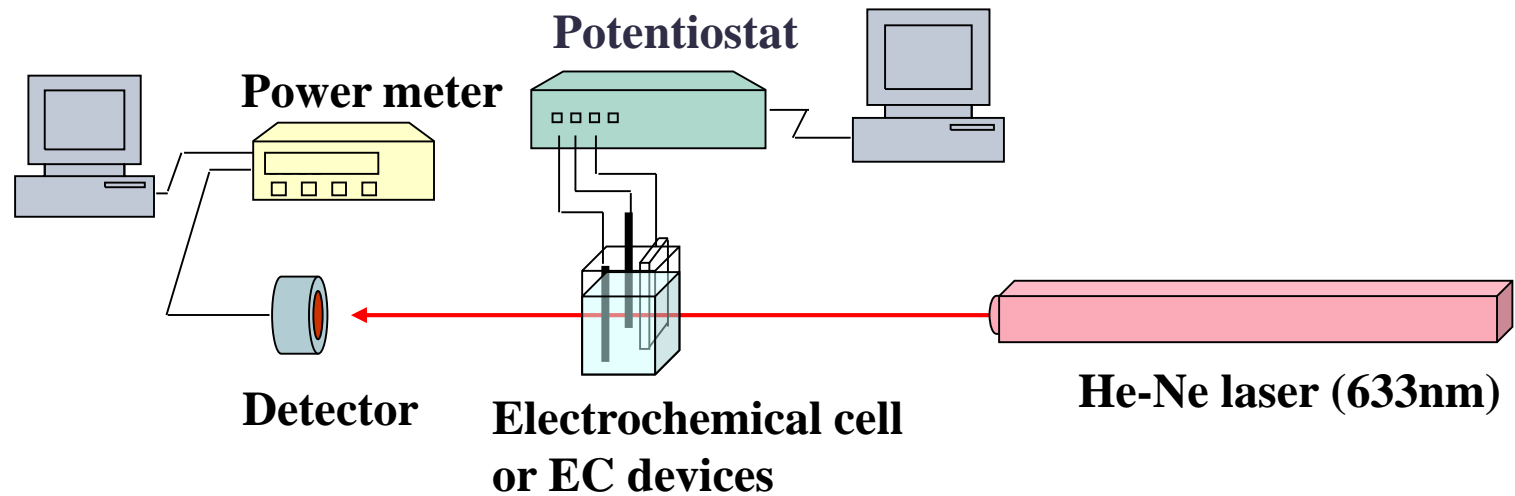 Potentiostat
Power meter
Detector
Electrochemical cell
or EC devices
He-Ne laser (633nm)